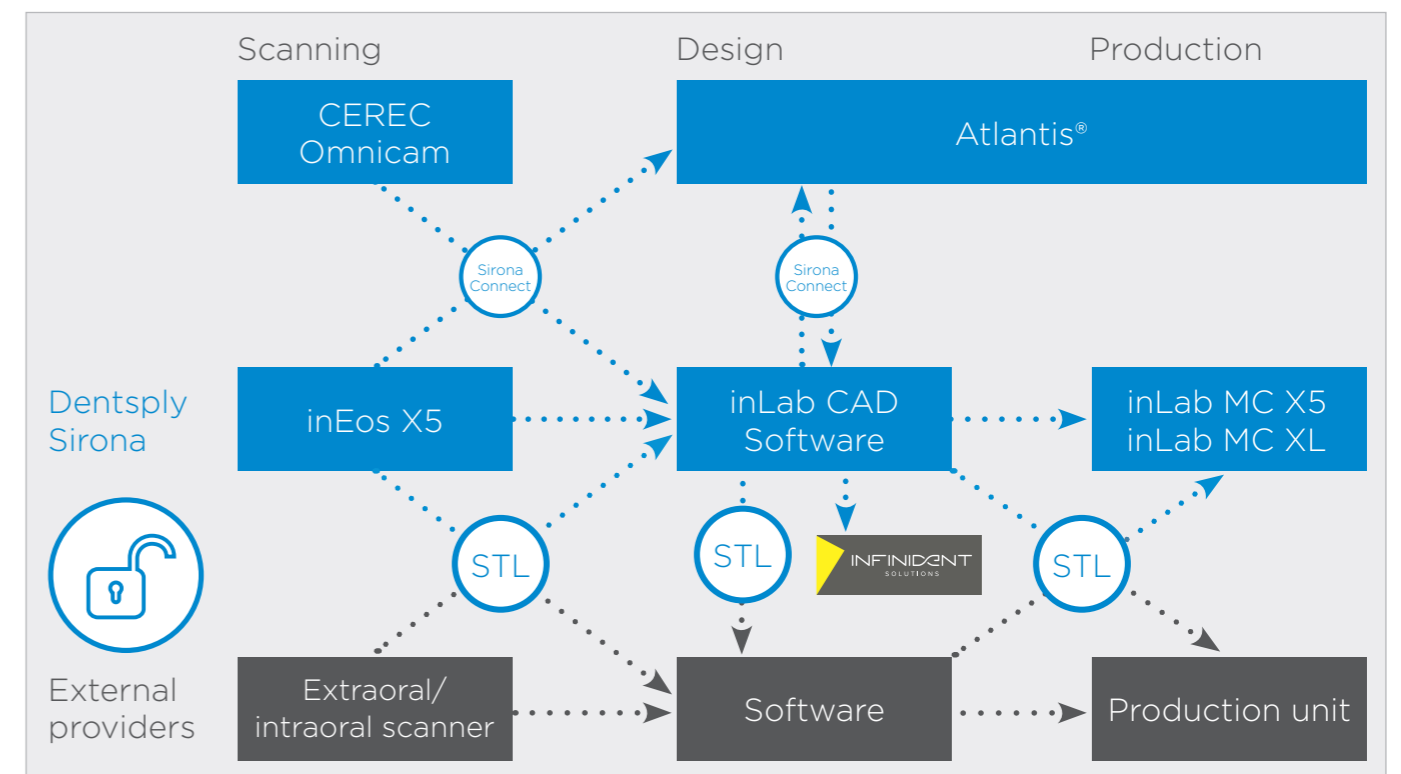 Scanning
Design
Production
CEREC
Omnicam
Atlantis®
Sirona
Connect
Sirona
Connect
Dentsply
Sirona
inEos X5
inLab CAD
Software
inLab MC X5
inLab MC XL
STL
STL
INFINIDENT
SOLUTIONS
STL
External
providers
Extraoral/
intraoral scanner
Software
Production unit